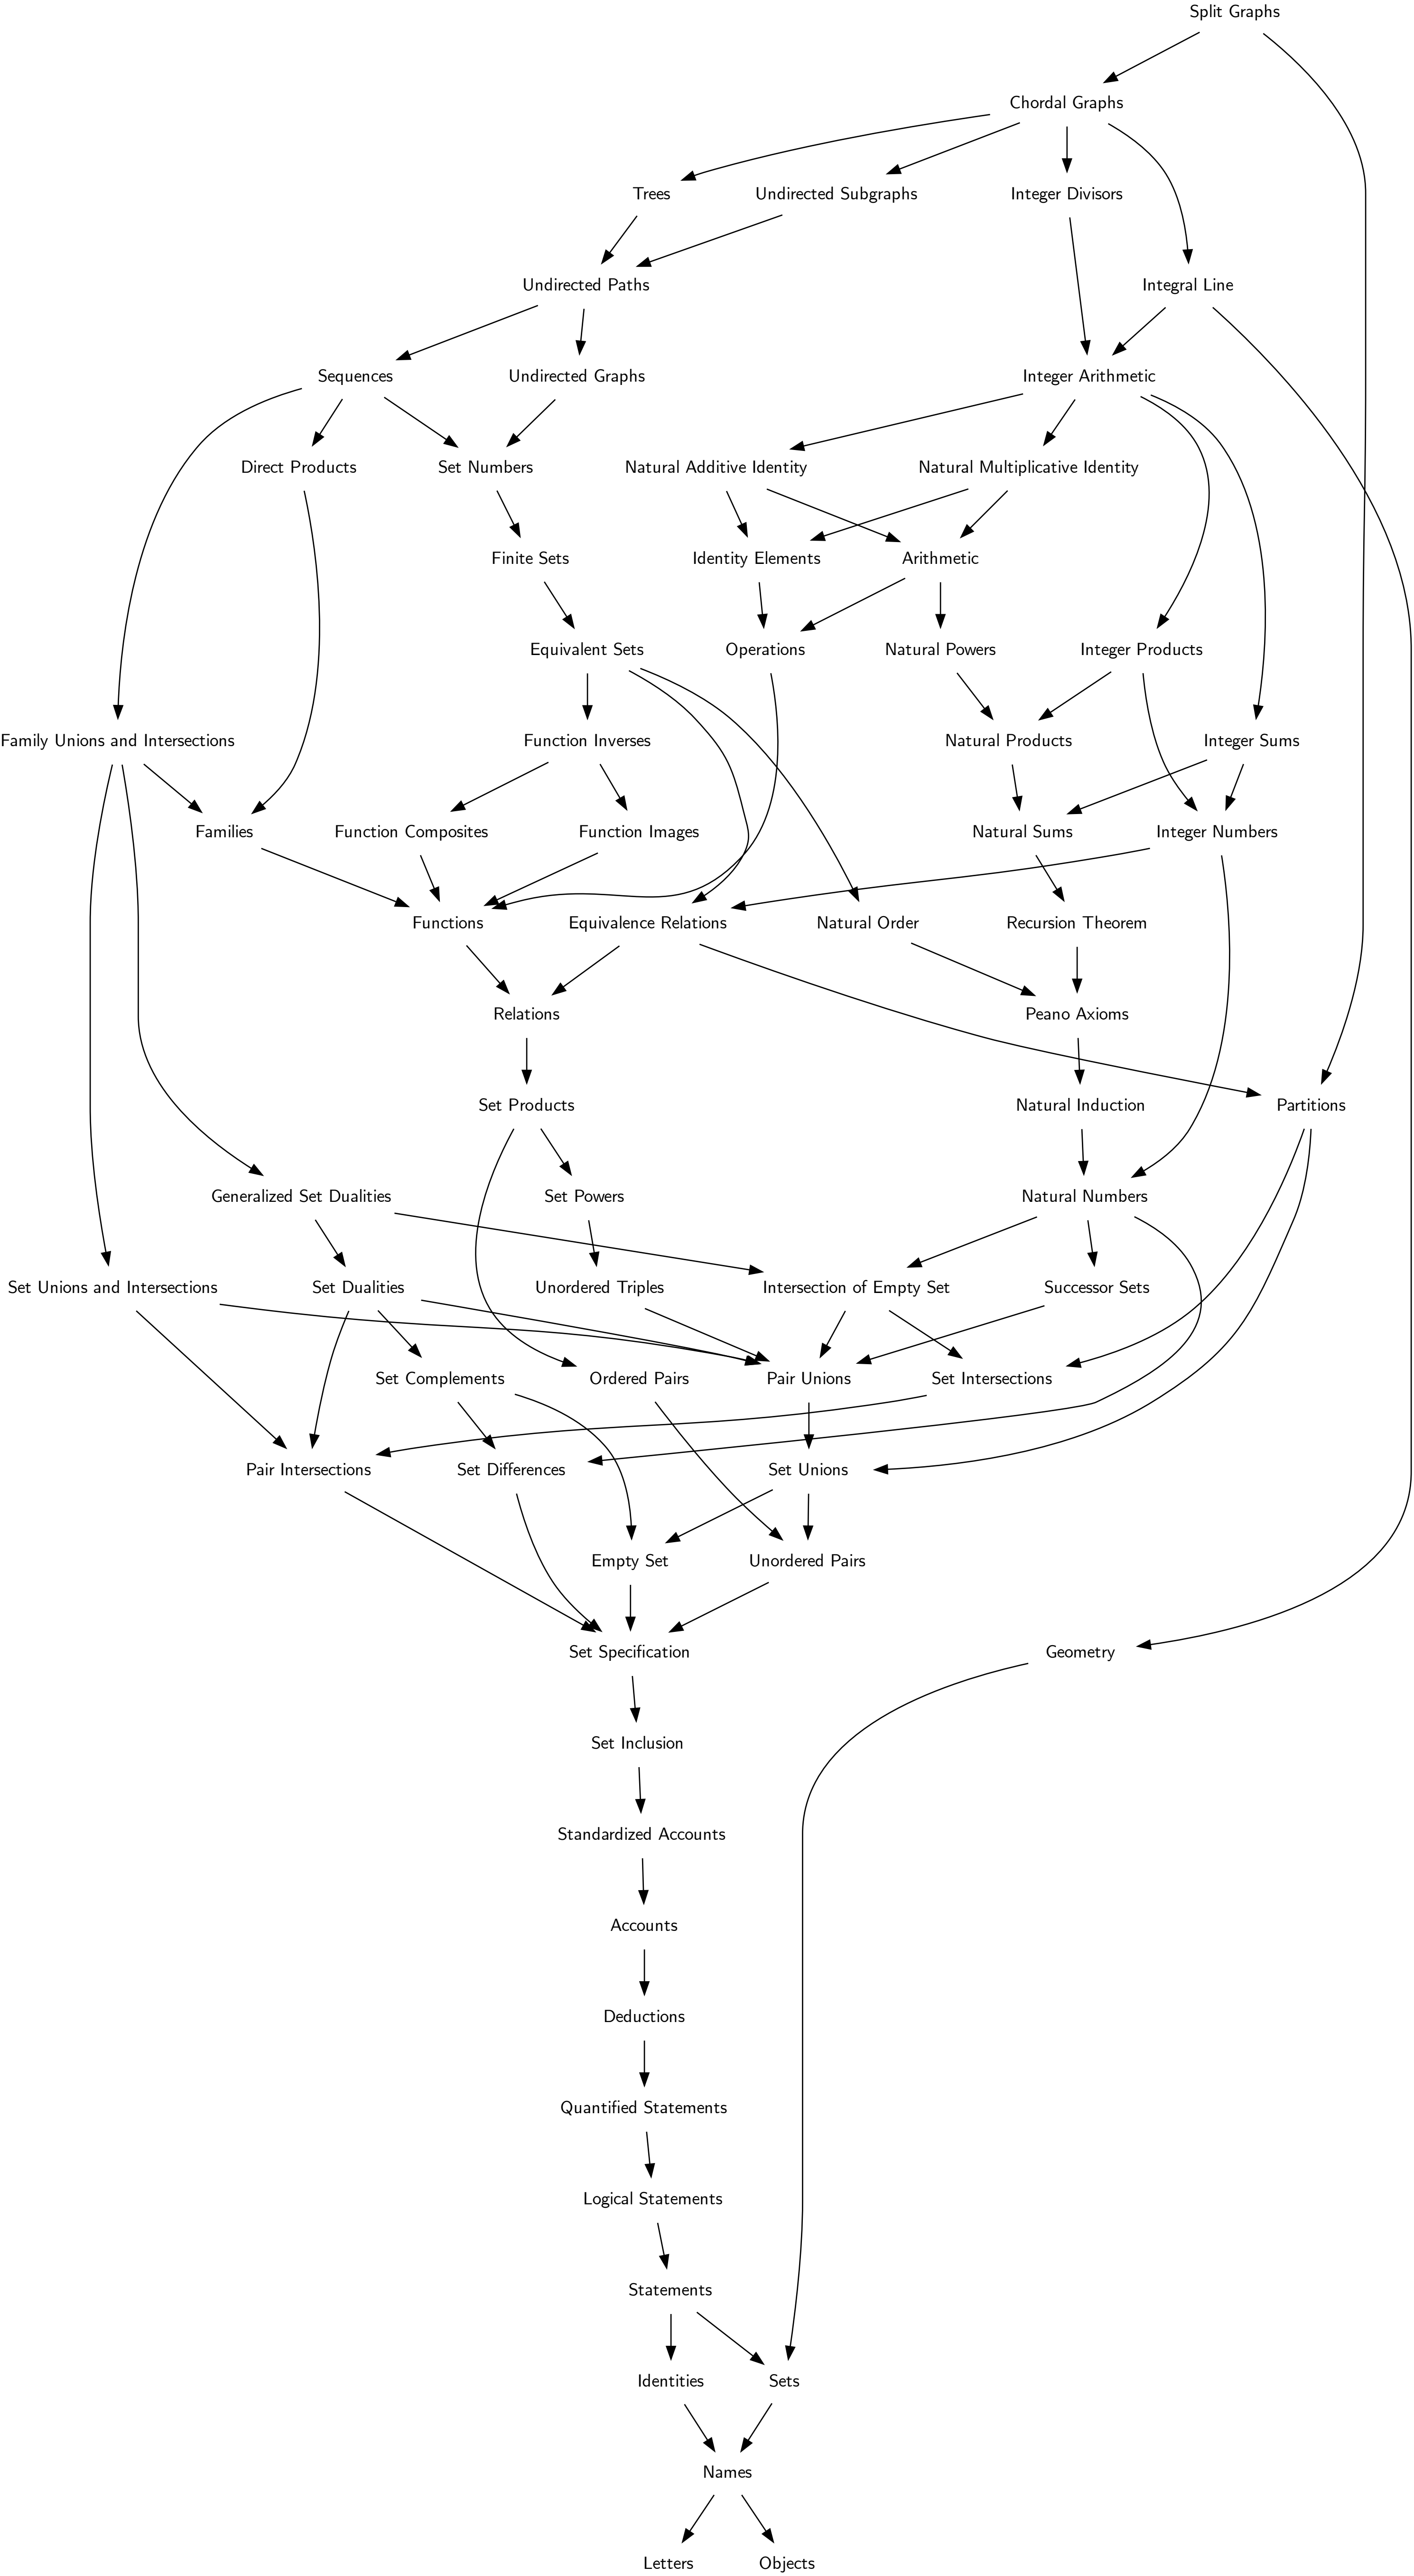 Split Graphs
Chordal Graphs
Trees
Undirected Subgraphs
Integer Divisors
Undirected Paths
Integral Line
Sequences
Undirected Graphs
Integer Arithmetic
Direct Products
Set Numbers
Natural Additive Identity
Natural Multiplicative Identity
Finite Sets
Identity Elements
Arithmetic
Equivalent Sets
Operations
Natural Powers
Integer Products
Family Unions and Intersections
Function Inverses
Natural Products
Integer Sums
Families
Function Composites
Function Images
Natural Sums
Integer Numbers
Functions
Equivalence Relations
Natural Order
Recursion Theorem
Relations
Peano Axioms
Set Products
Natural Induction
Partitions
Generalized Set Dualities
Set Powers
Natural Numbers
Set Unions and Intersections
Set Dualities
Unordered Triples
Intersection of Empty Set
Successor Sets
Set Complements
Ordered Pairs
Pair Unions
Set Intersections
Pair Intersections
Set Differences
Set Unions
Empty Set
Unordered Pairs
Set Specification
Geometry
Set Inclusion
Standardized Accounts
Accounts
Deductions
Quantified Statements
Logical Statements
Statements
Identities
Sets
Names
Letters
Objects